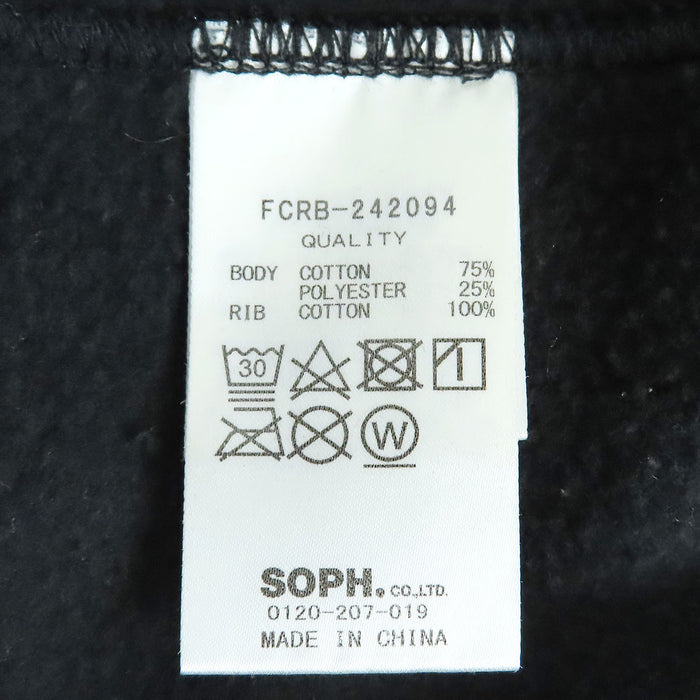 FCRB-242094
QUALITY
BODY COTTON 75%
POLYESTER 25%
RIB COTTON 100%
30
W
SOPH. CO.,LTD.
0120-207-019
MADE IN CHINA